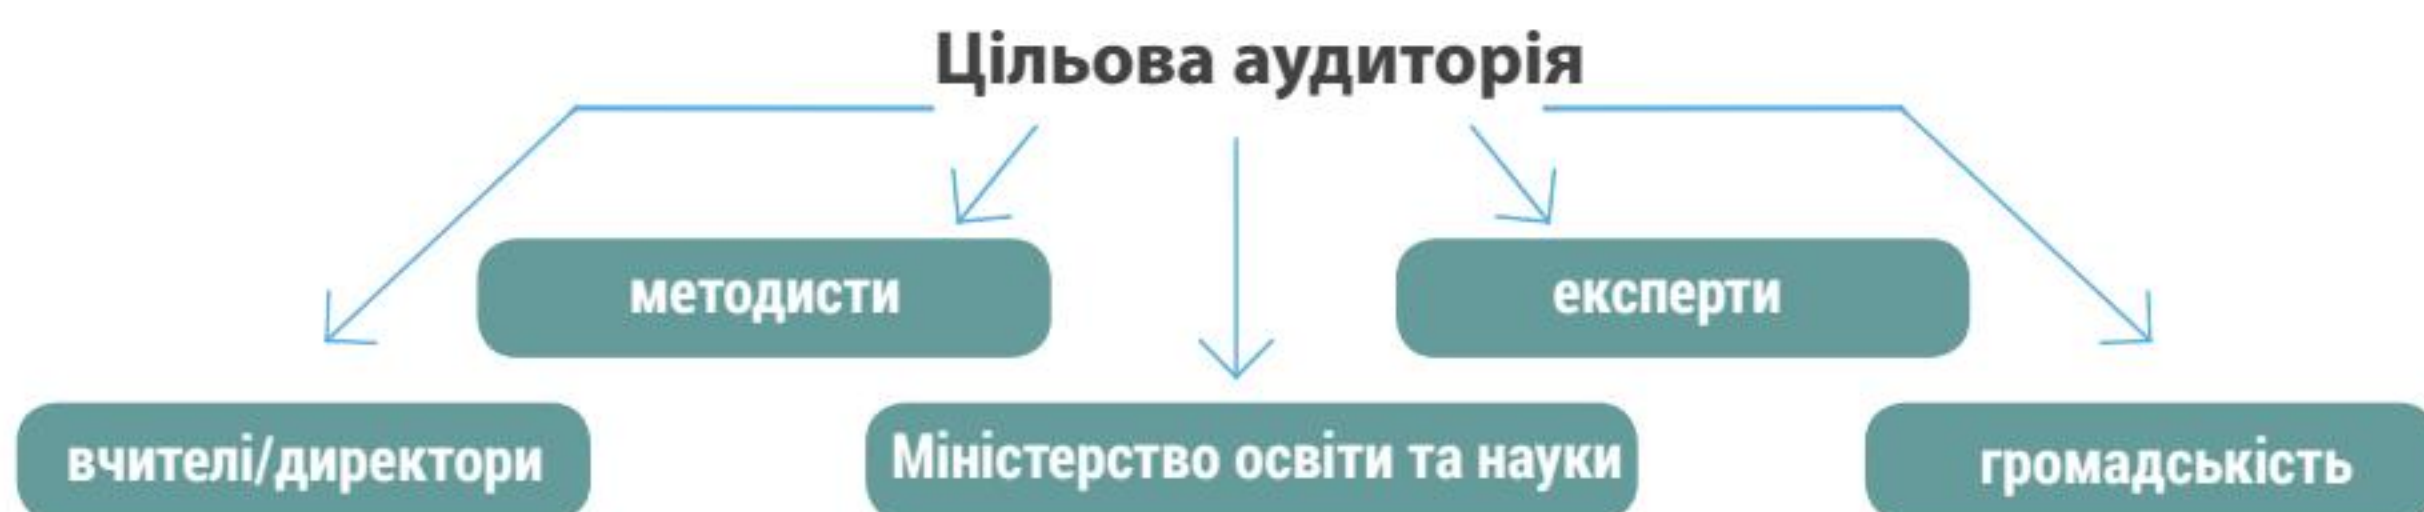 Цільова аудиторія
методисти
експерти
вчителі/директори
Міністерство освіти та науки
громадськість